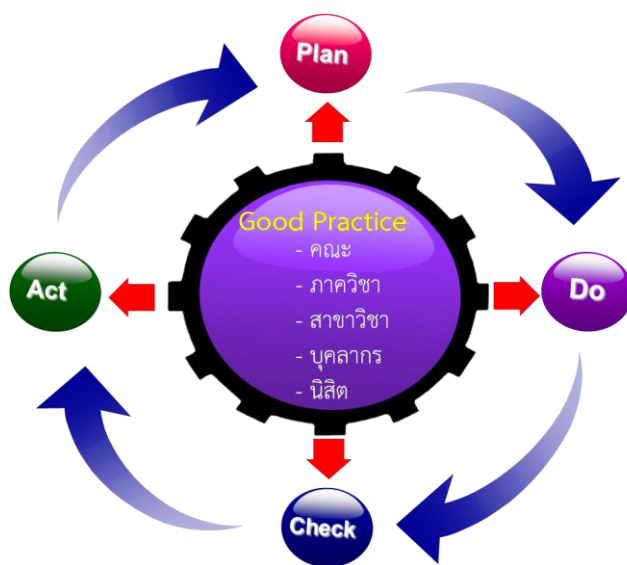 Plan
Good Practice
- คณะ
- ภาควิชา
- สาขาวิชา
- บุคลากร
- นิสิต
Act
Do
Check